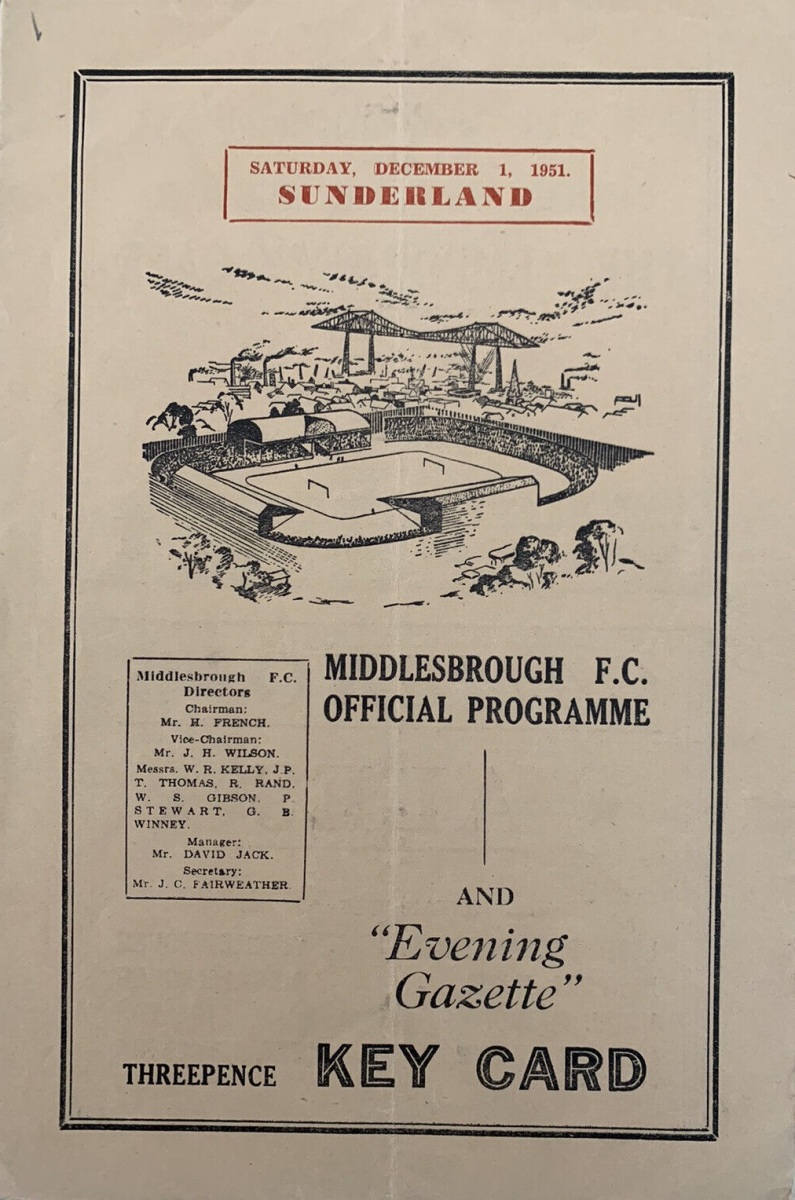 SATURDAY, DECEMBER 1, 1951.
SUNDERLAND
Middlesbrough F.C.
Directors
Chairman:
Mr. H. FRENCH.
Vice-Chairman:
Mr. J. H. WILSON.
Messrs. W. R. KELLY, J.P.
T. THOMAS, R. RAND,
W. S. GIBSON, P.
STEWART, G. B.
WINNEY.
Manager:
Mr. DAVID JACK.
Secretary:
Mr. J. C. FAIRWEATHER.
MIDDLESBROUGH F.C.
OFFICIAL PROGRAMME
AND
"Evening
Gazette"
THREEPENCE KEY CARD